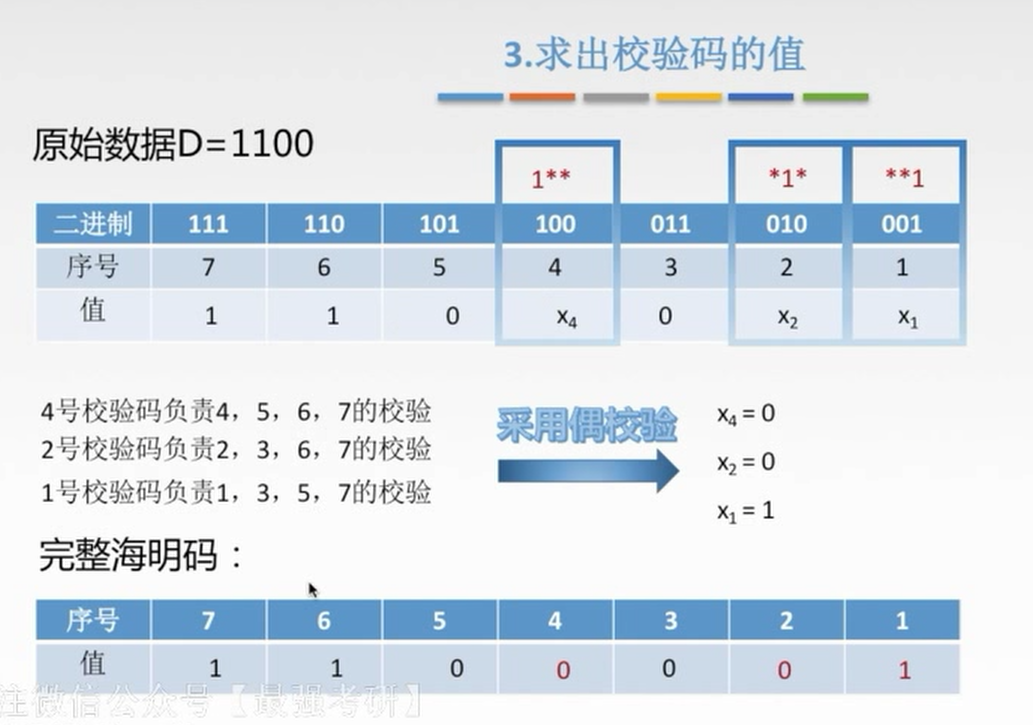 3.求出校验码的值
原始数据D=1100
1** *1* **1
二进制 111 110 101 100 011 010 001
序号 7 6 5 4 3 2 1
值 1 1 0 x₄ 0 x₂ x₁
4号校验码负责4，5，6，7的校验
2号校验码负责2，3，6，7的校验
1号校验码负责1，3，5，7的校验
采用偶校验
x₄ = 0
x₂ = 0
x₁ = 1
完整海明码：
序号 7 6 5 4 3 2 1
值 1 1 0 0 0 0 1
注微信公众号【最强考研】